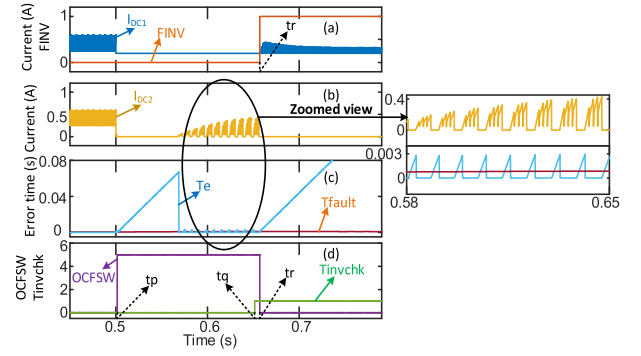 Current (A)
FINV
1
0
I_DC1
FINV
(a)
tr
Current (A)
1
0.5
0
I_DC2
(b)
Zoomed view
0.4
0
0.003
0
0.58
0.65
Error time (s)
0.08
0.04
0
Te
(c)
Tfault
OCFSW
Tinvchk
6
4
2
0
OCFSW
tp
tq
tr
(d)
Tinvchk
0.5
0.6
0.7
Time (s)